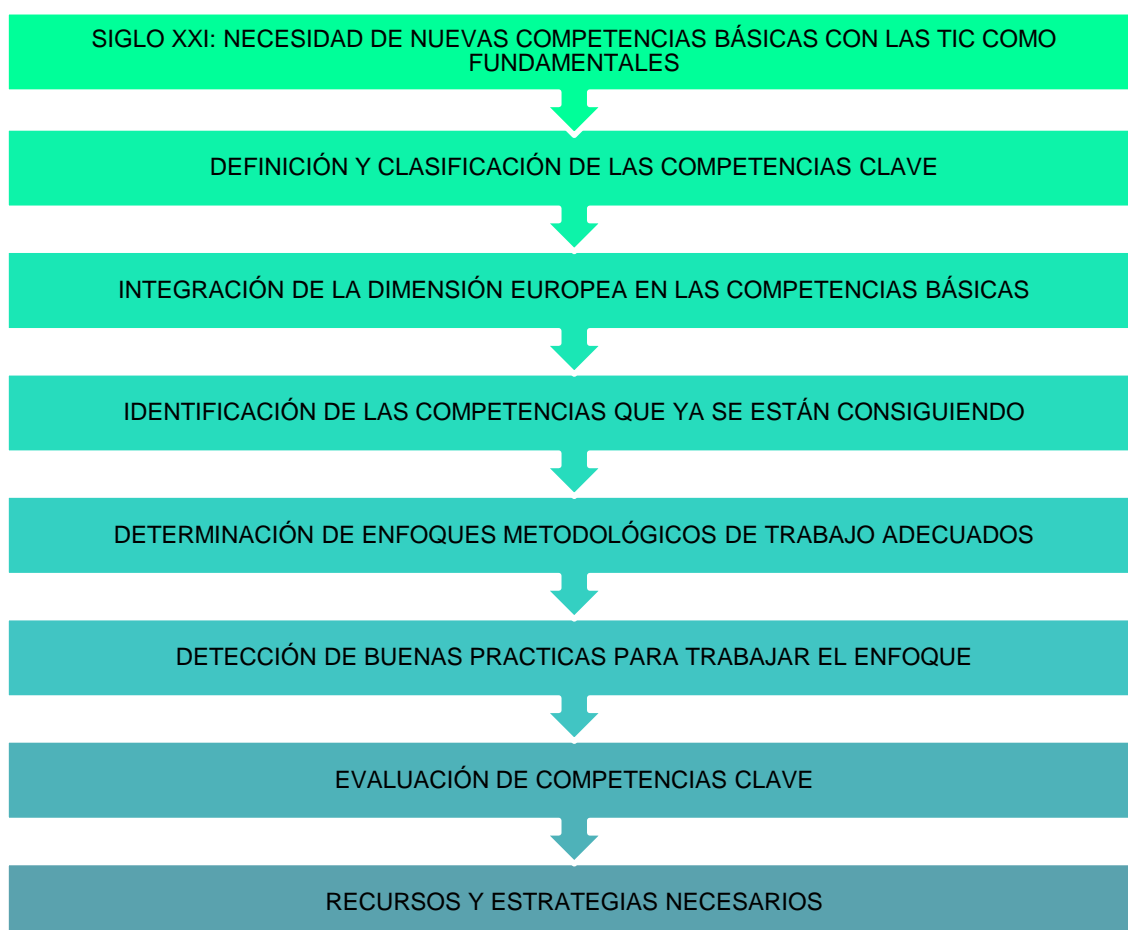 SIGLO XXI: NECESIDAD DE NUEVAS COMPETENCIAS BÁSICAS CON LAS TIC COMO
FUNDAMENTALES
DEFINICIÓN Y CLASIFICACIÓN DE LAS COMPETENCIAS CLAVE
INTEGRACIÓN DE LA DIMENSIÓN EUROPEA EN LAS COMPETENCIAS BÁSICAS
IDENTIFICACIÓN DE LAS COMPETENCIAS QUE YA SE ESTÁN CONSIGUIENDO
DETERMINACIÓN DE ENFOQUES METODOLÓGICOS DE TRABAJO ADECUADOS
DETECCIÓN DE BUENAS PRACTICAS PARA TRABAJAR EL ENFOQUE
EVALUACIÓN DE COMPETENCIAS CLAVE
RECURSOS Y ESTRATEGIAS NECESARIOS